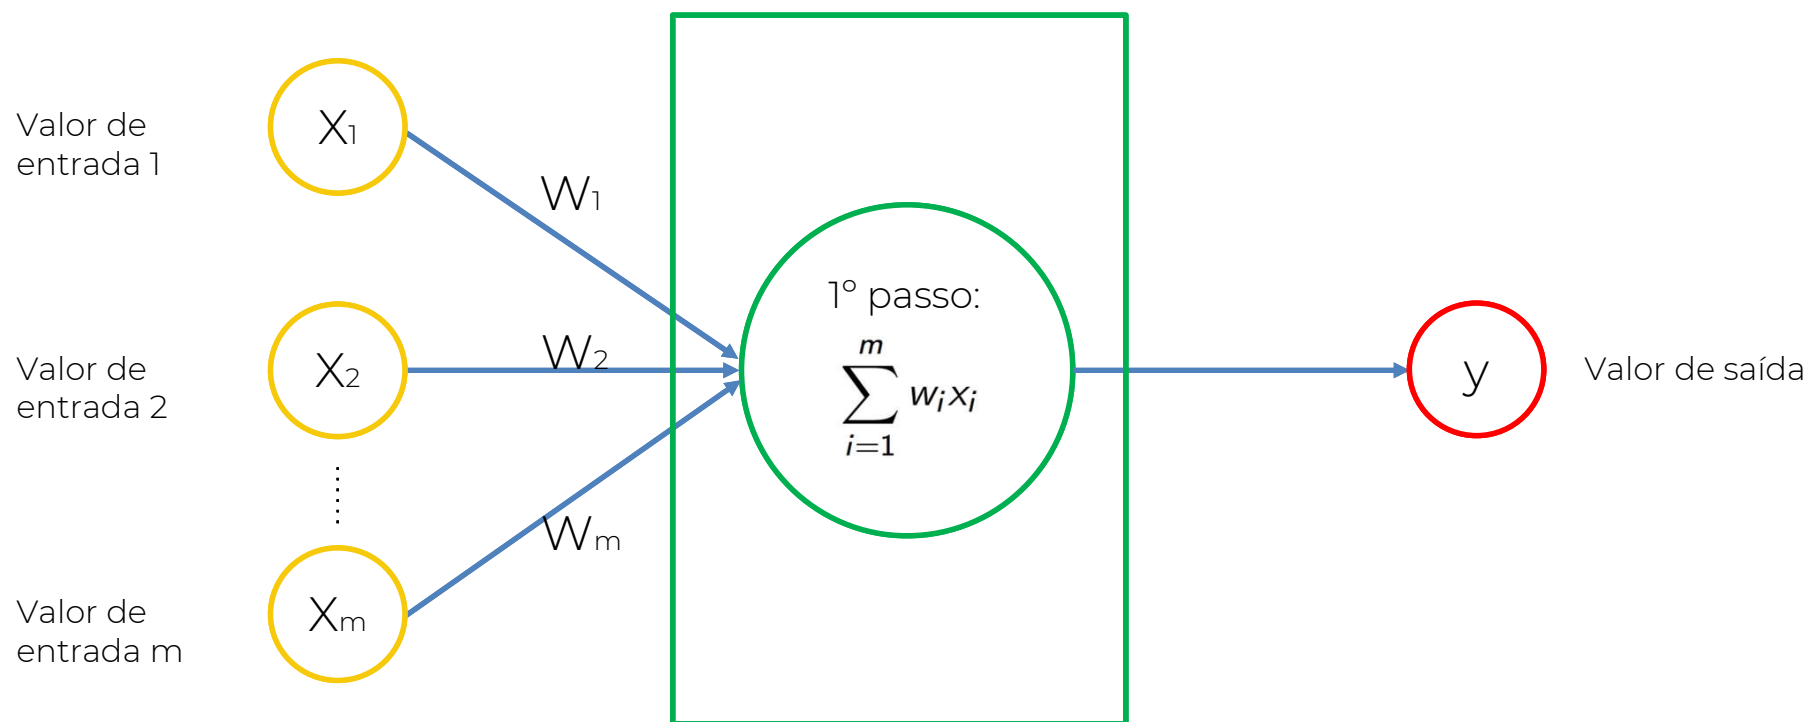 Valor de
entrada 1
X₁
W₁
Valor de
entrada 2
X₂
W₂
Valor de
entrada m
Xₘ
Wₘ
1º passo:
m
∑ wᵢxᵢ
i=1
y
Valor de saída